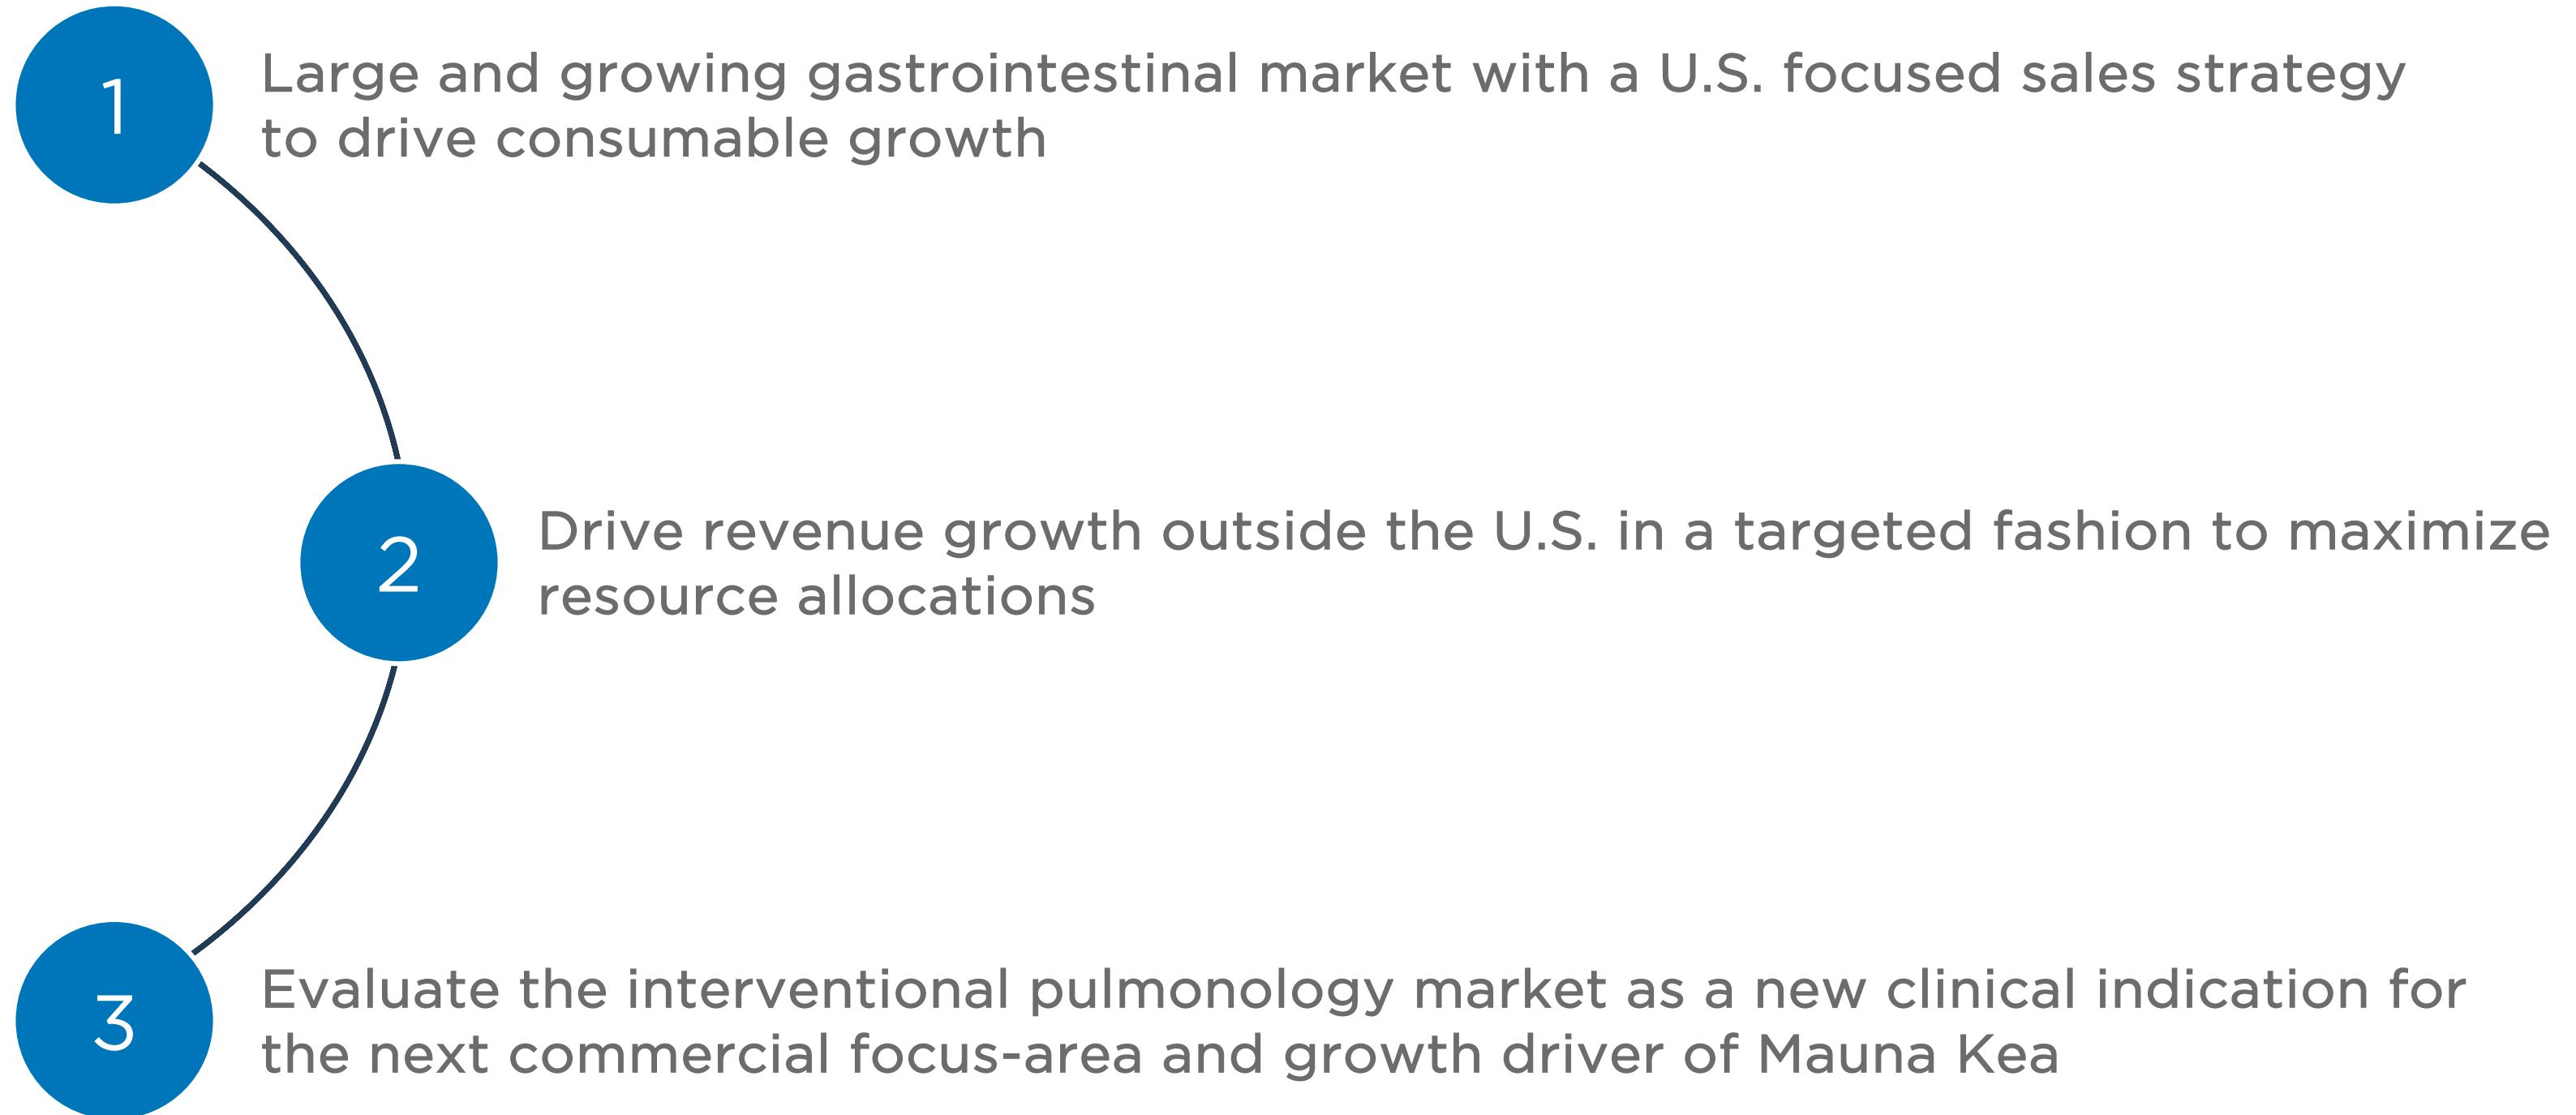 1
Large and growing gastrointestinal market with a U.S. focused sales strategy
to drive consumable growth
2
Drive revenue growth outside the U.S. in a targeted fashion to maximize
resource allocations
3
Evaluate the interventional pulmonology market as a new clinical indication for
the next commercial focus-area and growth driver of Mauna Kea